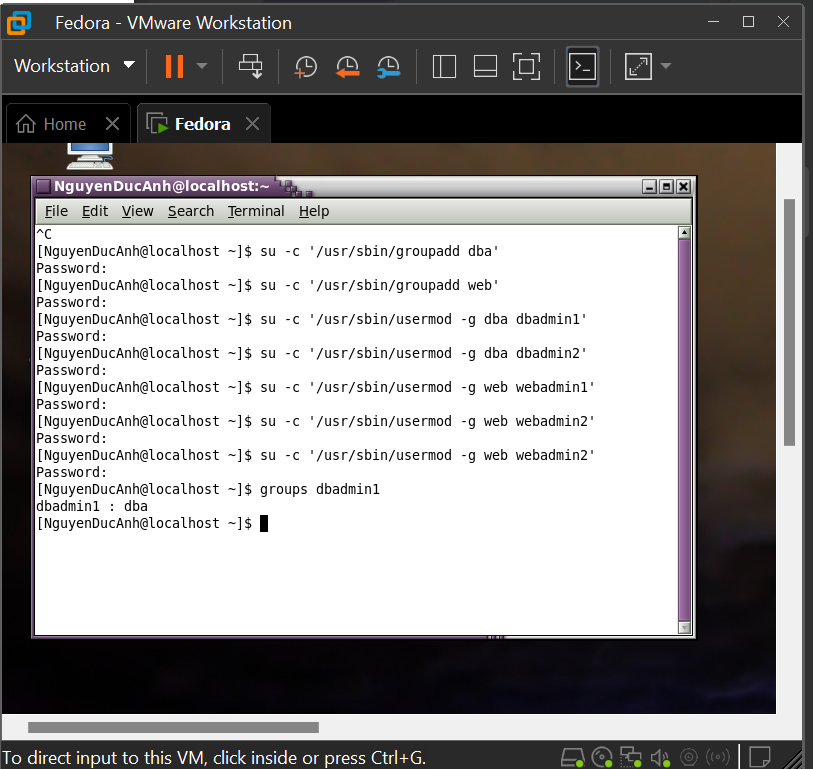 Fedora - VMware Workstation
Workstation
Home
Fedora
NguyenDucAnh@localhost:~
File Edit View Search Terminal Help
^C
[NguyenDucAnh@localhost ~]$ su -c '/usr/sbin/groupadd dba'
Password:
[NguyenDucAnh@localhost ~]$ su -c '/usr/sbin/groupadd web'
Password:
[NguyenDucAnh@localhost ~]$ su -c '/usr/sbin/usermod -g dba dbadmin1'
Password:
[NguyenDucAnh@localhost ~]$ su -c '/usr/sbin/usermod -g dba dbadmin2'
Password:
[NguyenDucAnh@localhost ~]$ su -c '/usr/sbin/usermod -g web webadmin1'
Password:
[NguyenDucAnh@localhost ~]$ su -c '/usr/sbin/usermod -g web webadmin2'
Password:
[NguyenDucAnh@localhost ~]$ su -c '/usr/sbin/usermod -g web webadmin2'
Password:
[NguyenDucAnh@localhost ~]$ groups dbadmin1
dbadmin1 : dba
[NguyenDucAnh@localhost ~]$
To direct input to this VM, click inside or press Ctrl+G.